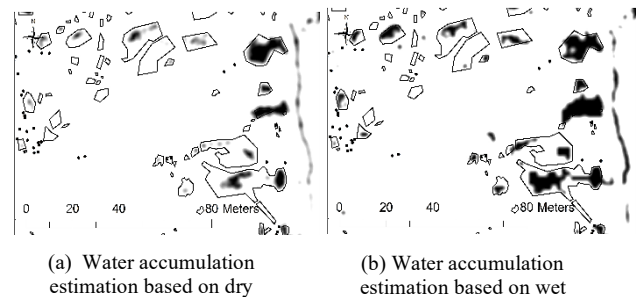 N
N
0 20 40 80 Meters
0 20 40 80 Meters
(a) Water accumulation
estimation based on dry
(b) Water accumulation
estimation based on wet